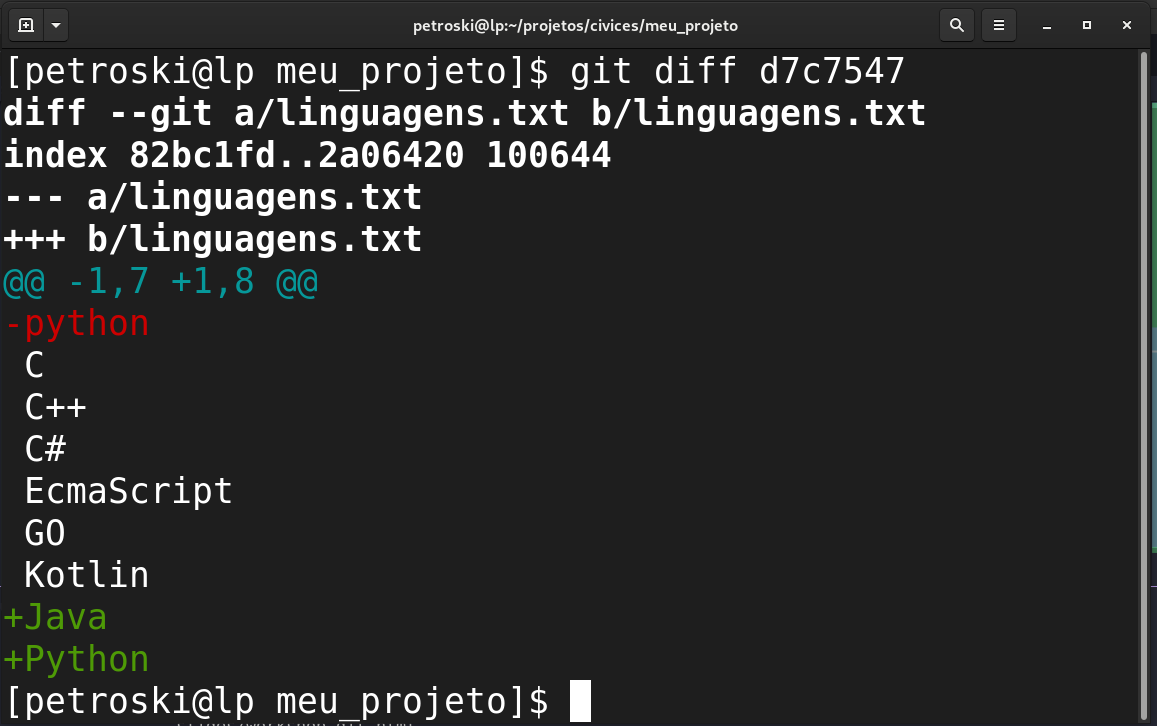 petroski@lp:~/projetos/civices/meu_projeto
[petroski@lp meu_projeto]$ git diff d7c7547
diff --git a/linguagens.txt b/linguagens.txt
index 82bc1fd..2a06420 100644
--- a/linguagens.txt
+++ b/linguagens.txt
@@ -1,7 +1,8 @@
-python
 C
 C++
 C#
 EcmaScript
 GO
 Kotlin
+Java
+Python
[petroski@lp meu_projeto]$